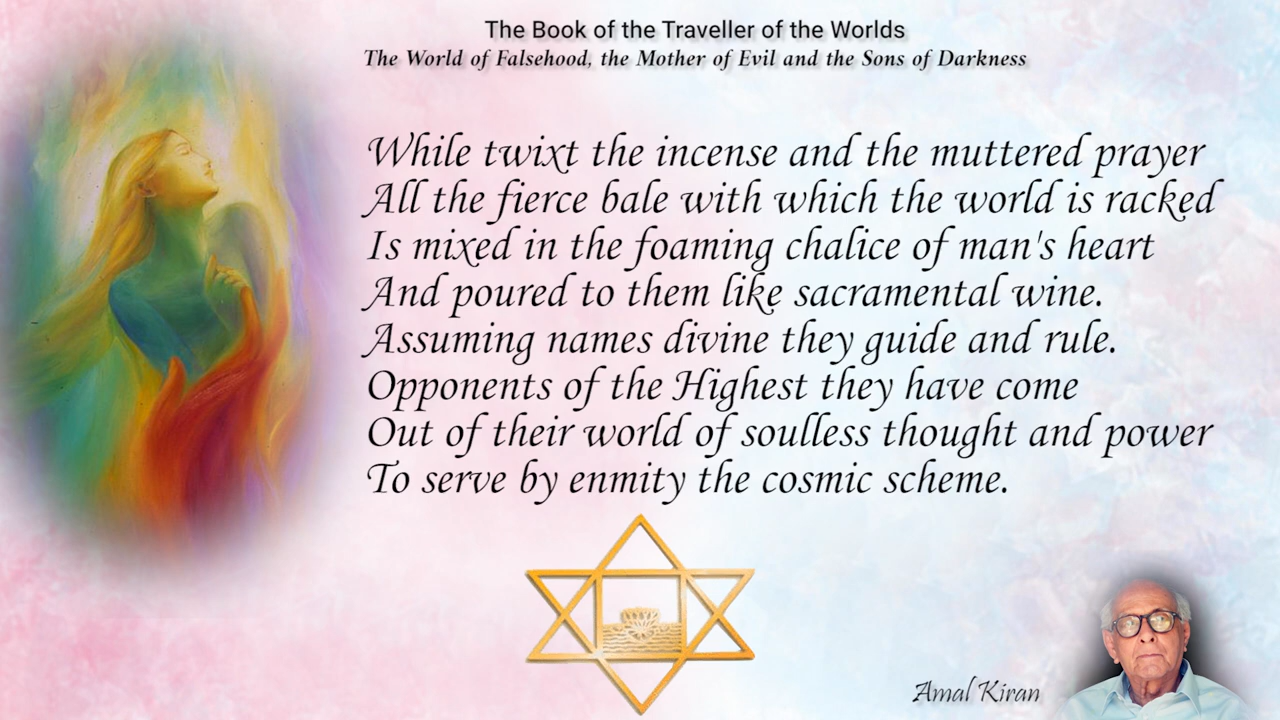 The Book of the Traveller of the Worlds
The World of Falsehood, the Mother of Evil and the Sons of Darkness
While twixt the incense and the muttered prayer
All the fierce bale with which the world is racked
Is mixed in the foaming chalice of man's heart
And poured to them like sacramental wine.
Assuming names divine they guide and rule.
Opponents of the Highest they have come
Out of their world of soulless thought and power
To serve by enmity the cosmic scheme.
Amal Kiran